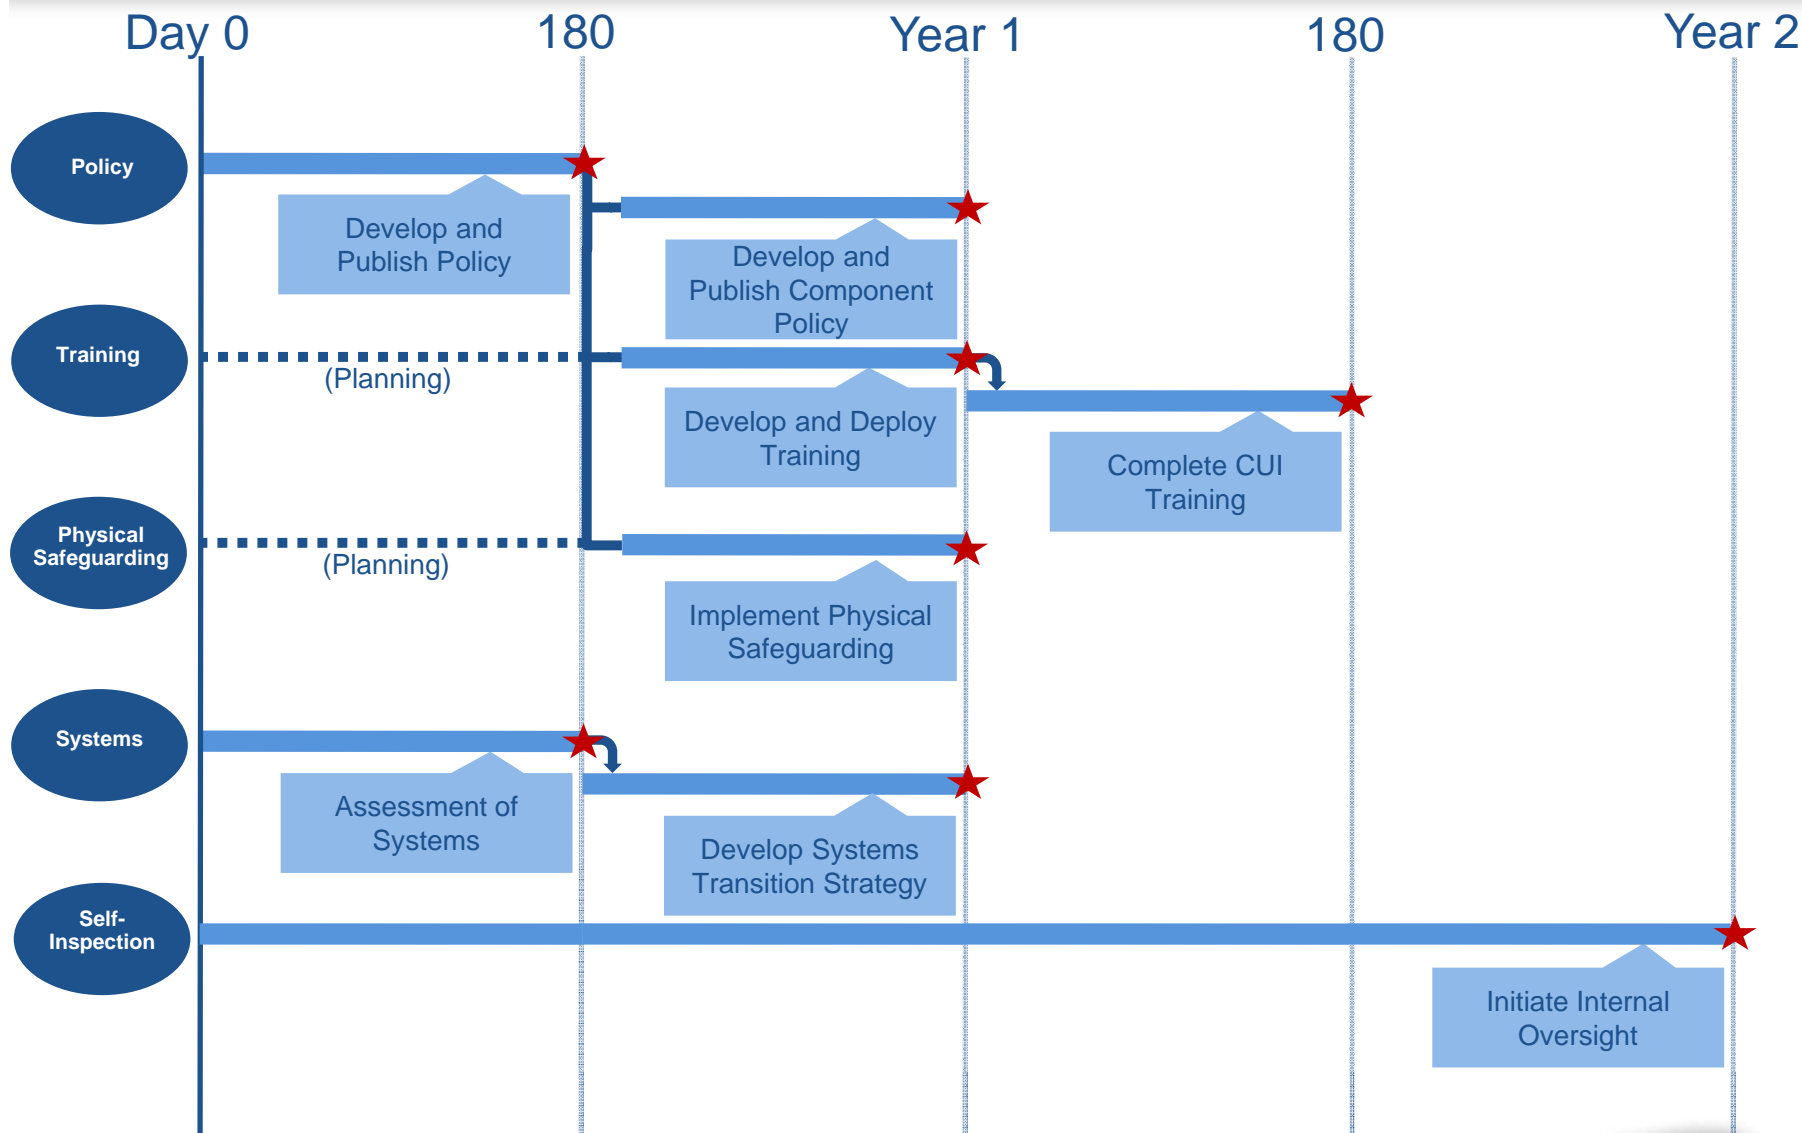 Day 0
180
Year 1
180
Year 2
Policy
Develop and
Publish Policy
Develop and
Publish Component
Policy
Training
(Planning)
Develop and Deploy
Training
Complete CUI
Training
Physical
Safeguarding
(Planning)
Implement Physical
Safeguarding
Systems
Assessment of
Systems
Develop Systems
Transition Strategy
Self-
Inspection
Initiate Internal
Oversight